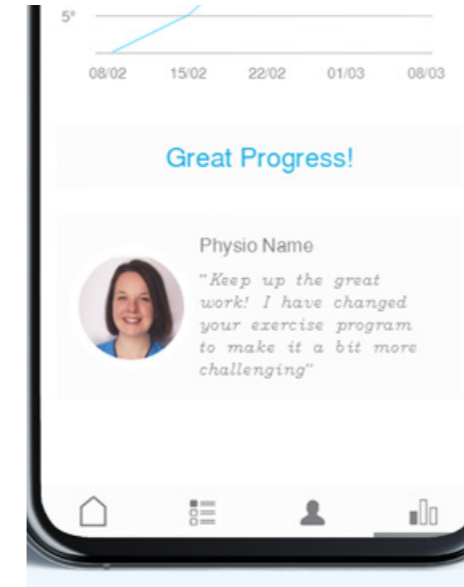 5°
08/02 15/02 22/02 01/03 08/03
Great Progress!
Physio Name
"Keep up the great
work! I have changed
your exercise program
to make it a bit more
challenging"